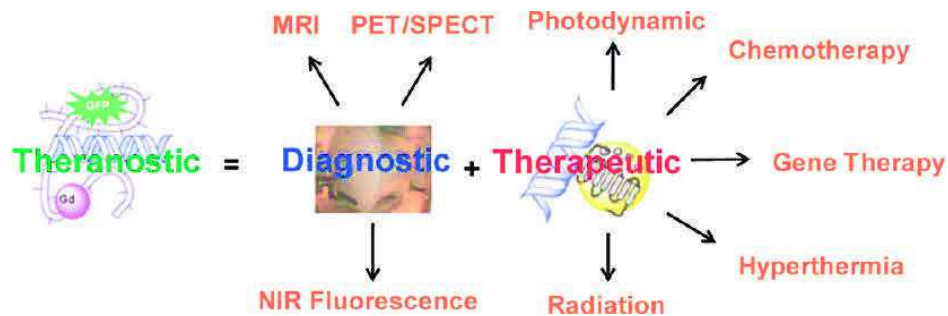 MRI PET/SPECT Photodynamic
Chemotherapy
GFP
Theranostic = Diagnostic + Therapeutic
Gene Therapy
Gd
Hyperthermia
NIR Fluorescence Radiation